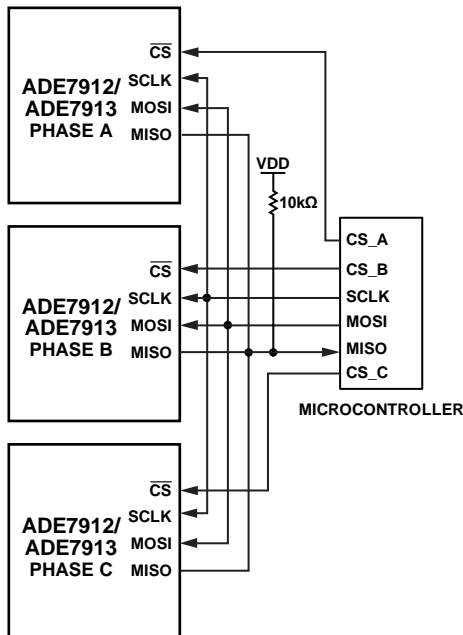 CS
SCLK
ADE7912/
ADE7913
PHASE A
MOSI
MISO
VDD
10kΩ
CS_A
CS_B
SCLK
MOSI
MISO
CS_C
MICROCONTROLLER
CS
SCLK
ADE7912/
ADE7913
PHASE B
MOSI
MISO
CS
SCLK
ADE7912/
ADE7913
PHASE C
MOSI
MISO